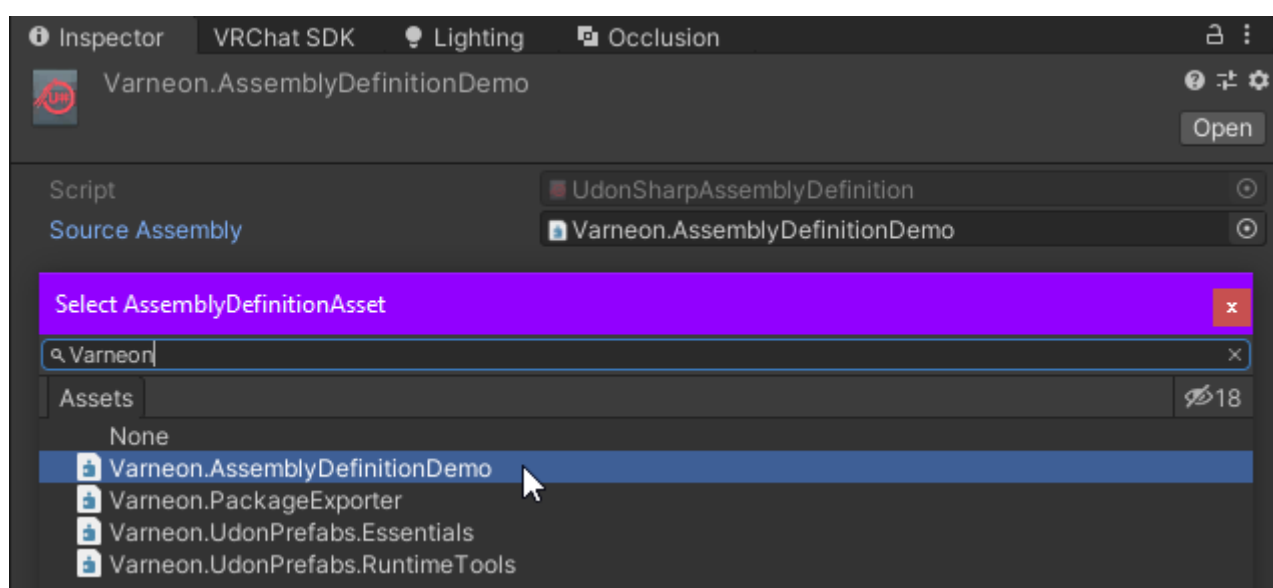 Inspector VRChat SDK Lighting Occlusion
Varneon.AssemblyDefinitionDemo
Open
Script UdonSharpAssemblyDefinition
Source Assembly Varneon.AssemblyDefinitionDemo
Select AssemblyDefinitionAsset x
Varneon
Assets 18
None
Varneon.AssemblyDefinitionDemo
Varneon.PackageExporter
Varneon.UdonPrefabs.Essentials
Varneon.UdonPrefabs.RuntimeTools